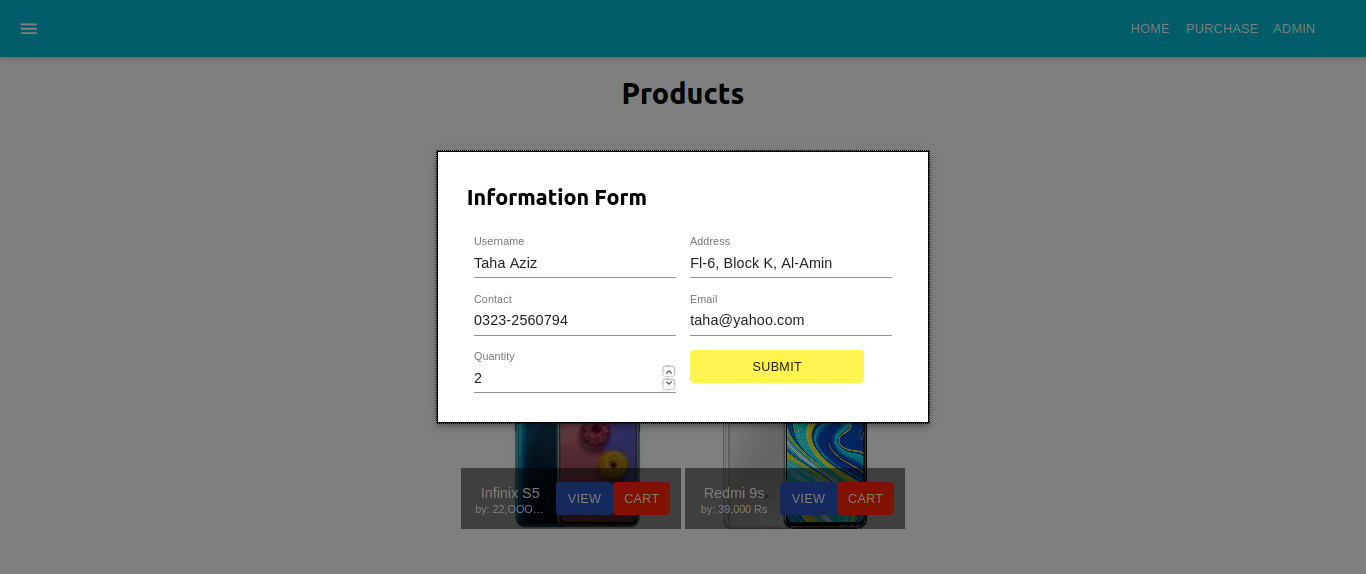 HOME PURCHASE ADMIN
Products
Information Form
Username Address
Taha Aziz Fl-6, Block K, Al-Amin
Contact Email
0323-2560794 taha@yahoo.com
Quantity
2 SUBMIT
Infinix S5 VIEW CART Redmi 9s VIEW CART
by: 22,OOO... by: 39,000 Rs